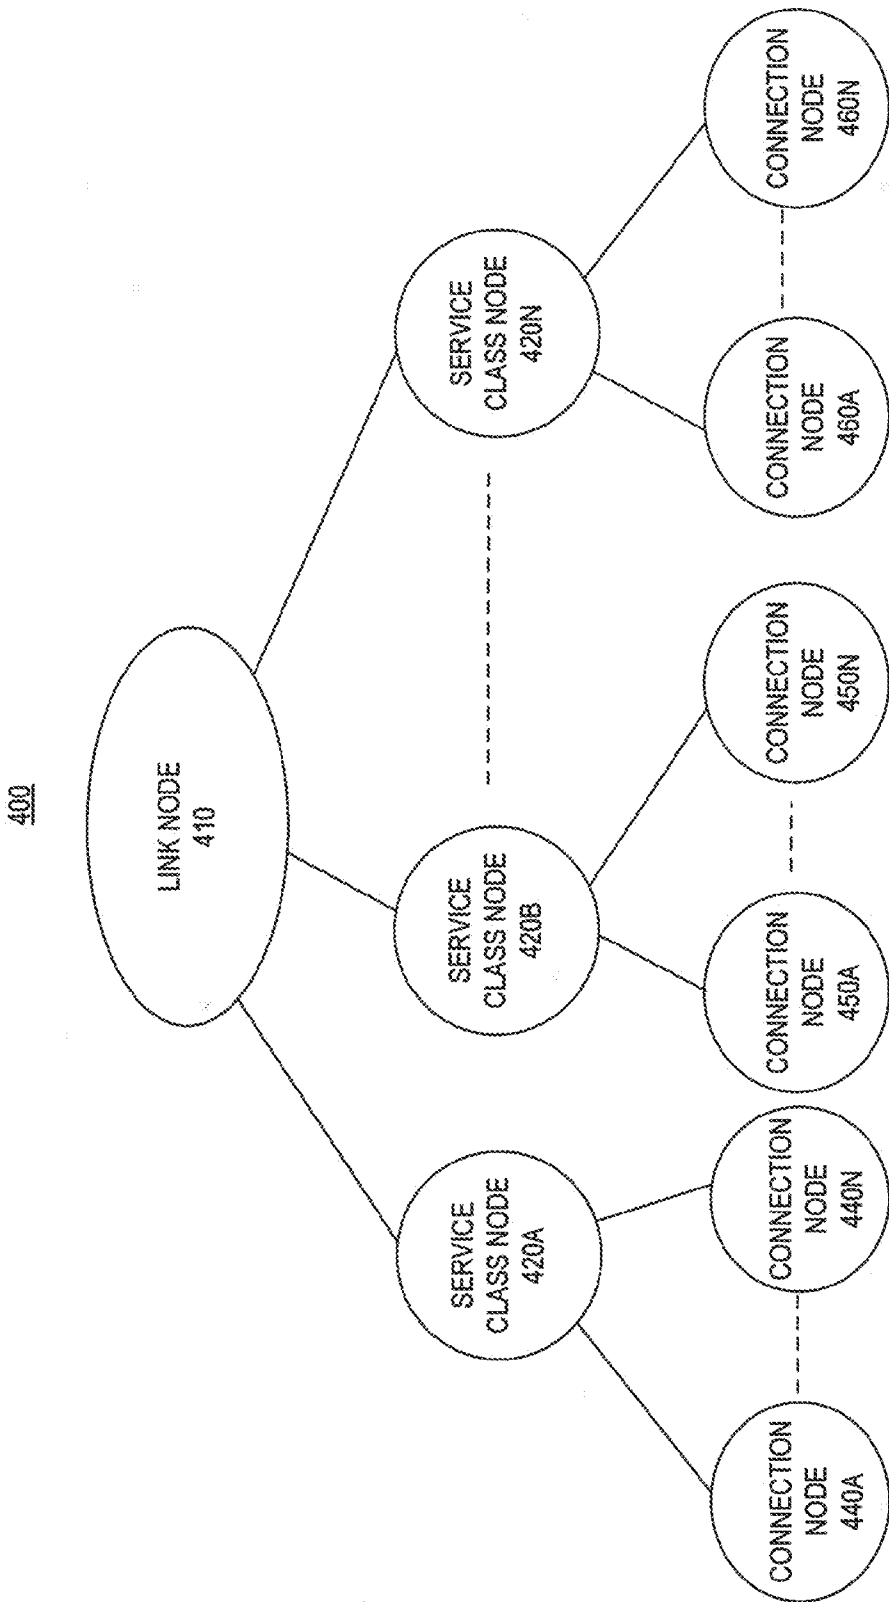 400
LINK NODE
410
SERVICE
CLASS NODE
420A
SERVICE
CLASS NODE
420B
SERVICE
CLASS NODE
420N
CONNECTION
NODE
440A
CONNECTION
NODE
440N
CONNECTION
NODE
450A
CONNECTION
NODE
450N
CONNECTION
NODE
460A
CONNECTION
NODE
460N